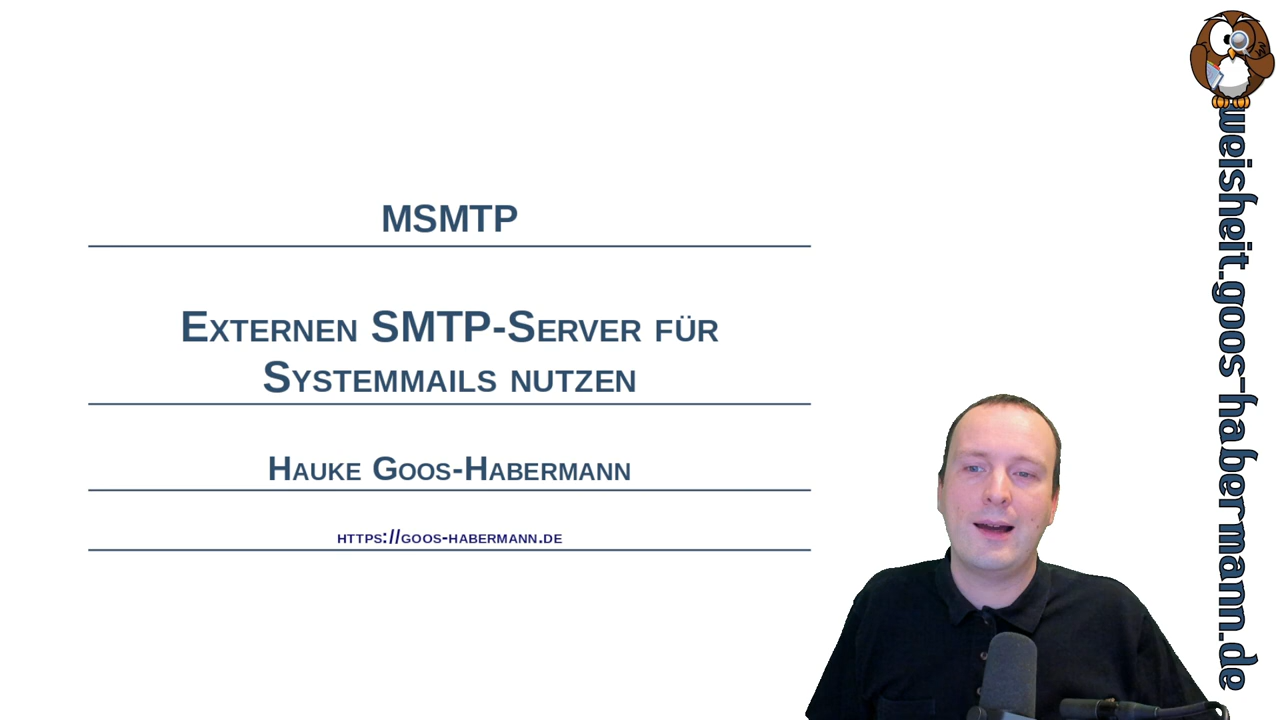 MSMTP
Externen SMTP-Server für
Systemmails nutzen
Hauke Goos-Habermann
https://goos-habermann.de
weisheit.goos-habermann.de